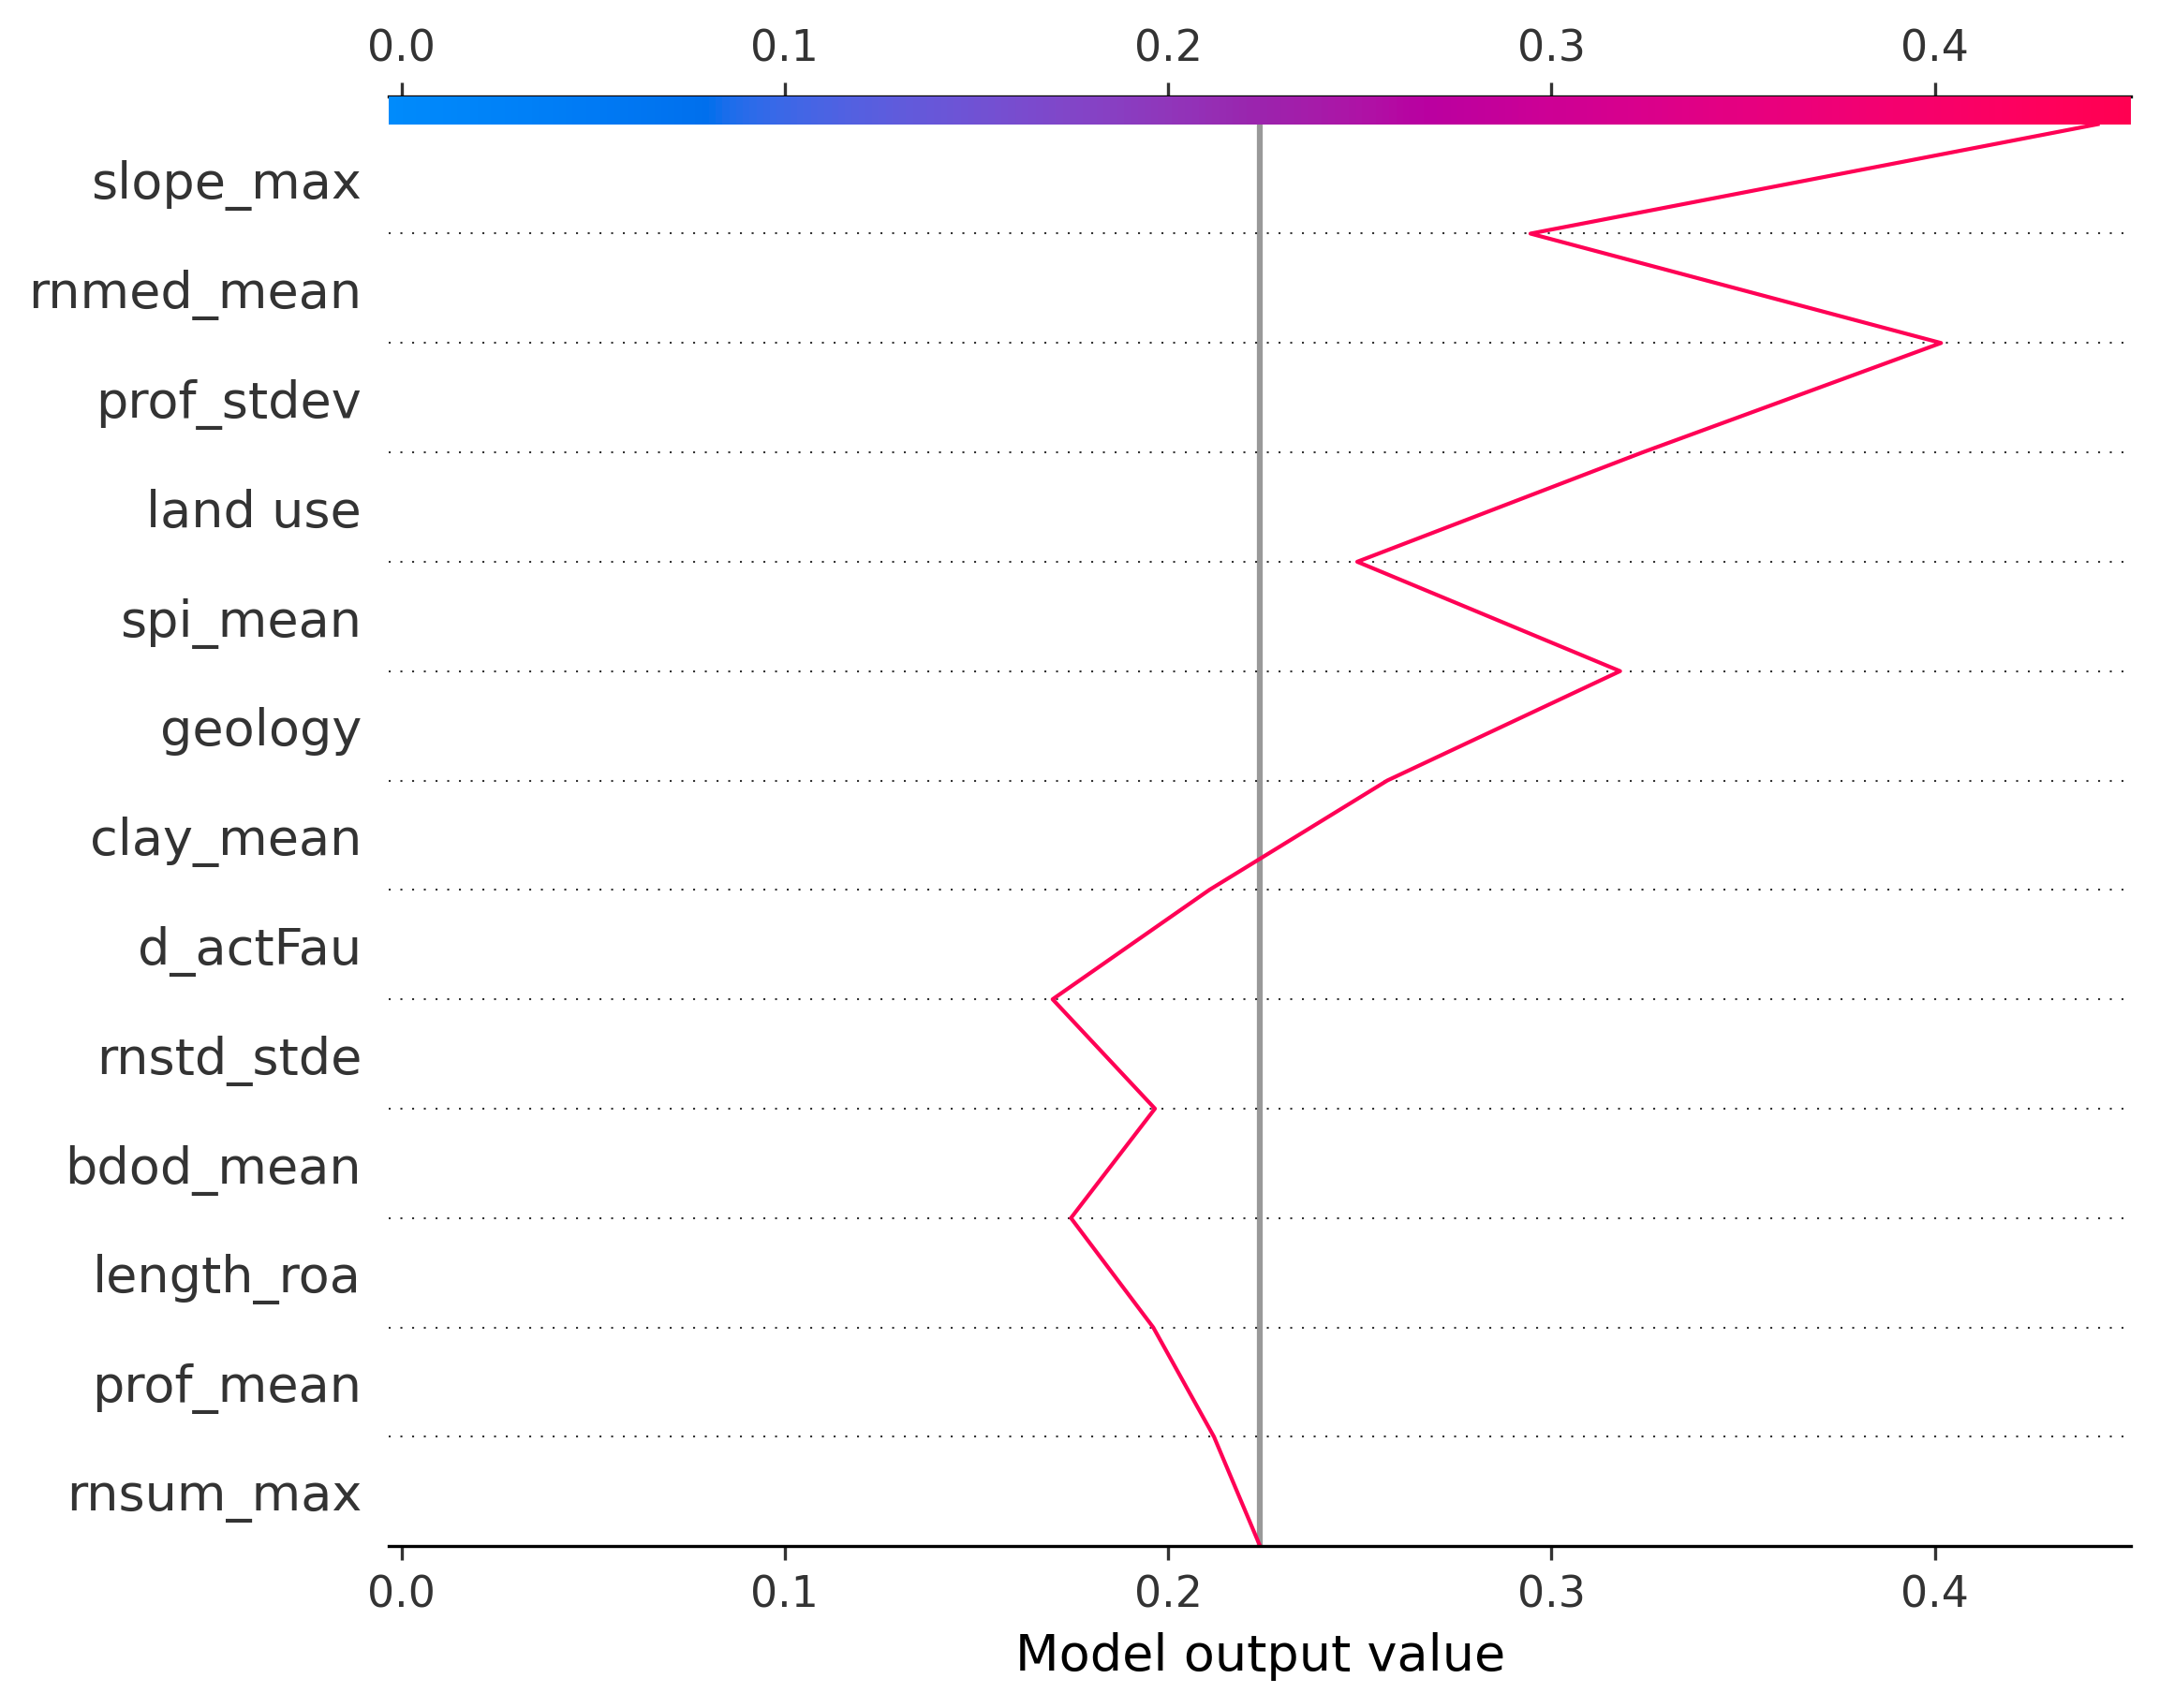 0.0 0.1 0.2 0.3 0.4
slope_max
rnmed_mean
prof_stdev
land use
spi_mean
geology
clay_mean
d_actFau
rnstd_stde
bdod_mean
length_roa
prof_mean
rnsum_max
0.0 0.1 0.2 0.3 0.4
Model output value